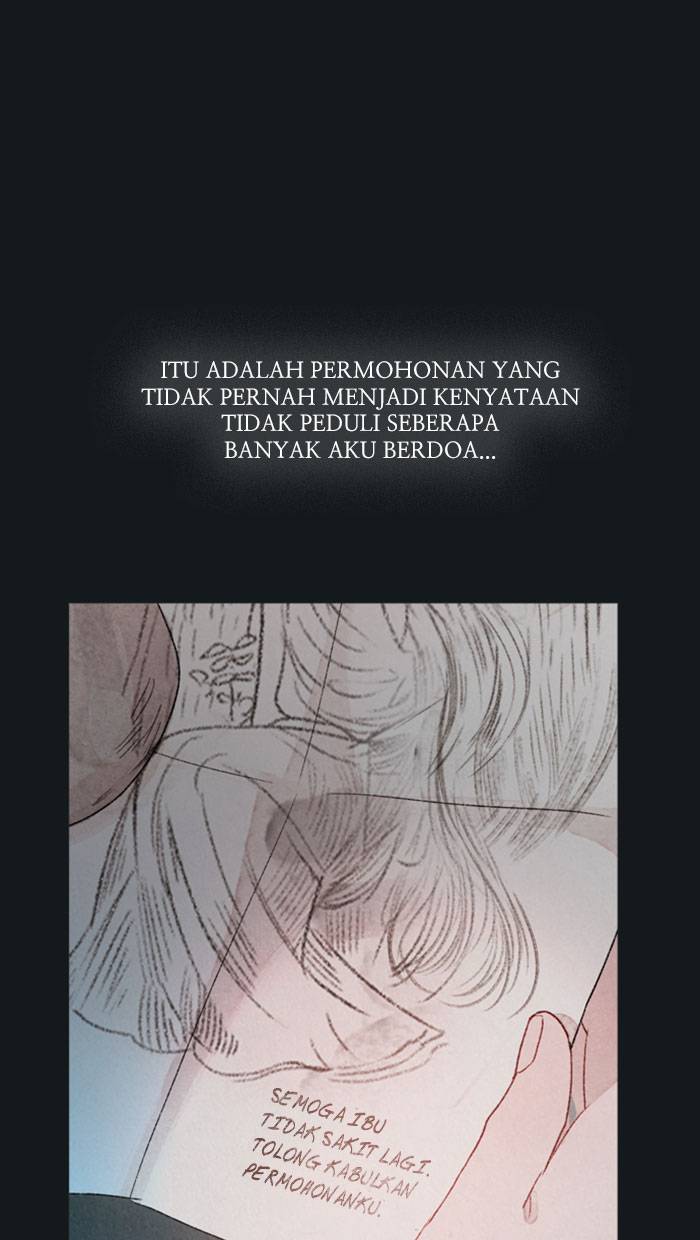 ITU ADALAH PERMOHONAN YANG
TIDAK PERNAH MENJADI KENYATAAN
TIDAK PEDULI SEBERAPA
BANYAK AKU BERDOA...
SEMOGA IBU
TIDAK SAKIT LAGI.
TOLONG KABULKAN
PERMOHONANKU.